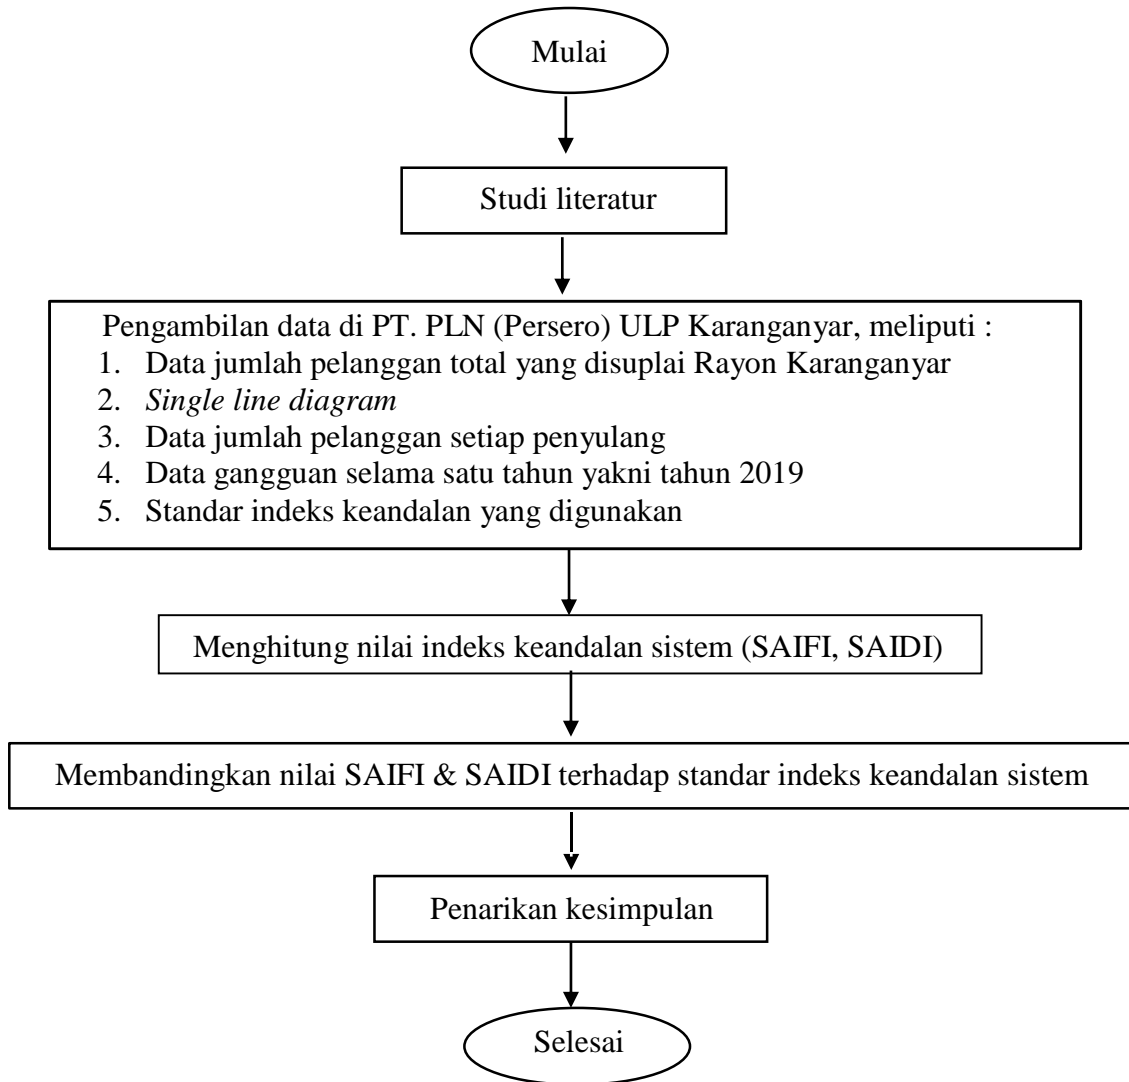 Mulai
Studi literatur
Pengambilan data di PT. PLN (Persero) ULP Karanganyar, meliputi :
1. Data jumlah pelanggan total yang disuplai Rayon Karanganyar
2. Single line diagram
3. Data jumlah pelanggan setiap penyulang
4. Data gangguan selama satu tahun yakni tahun 2019
5. Standar indeks keandalan yang digunakan
Menghitung nilai indeks keandalan sistem (SAIFI, SAIDI)
Membandingkan nilai SAIFI & SAIDI terhadap standar indeks keandalan sistem
Penarikan kesimpulan
Selesai